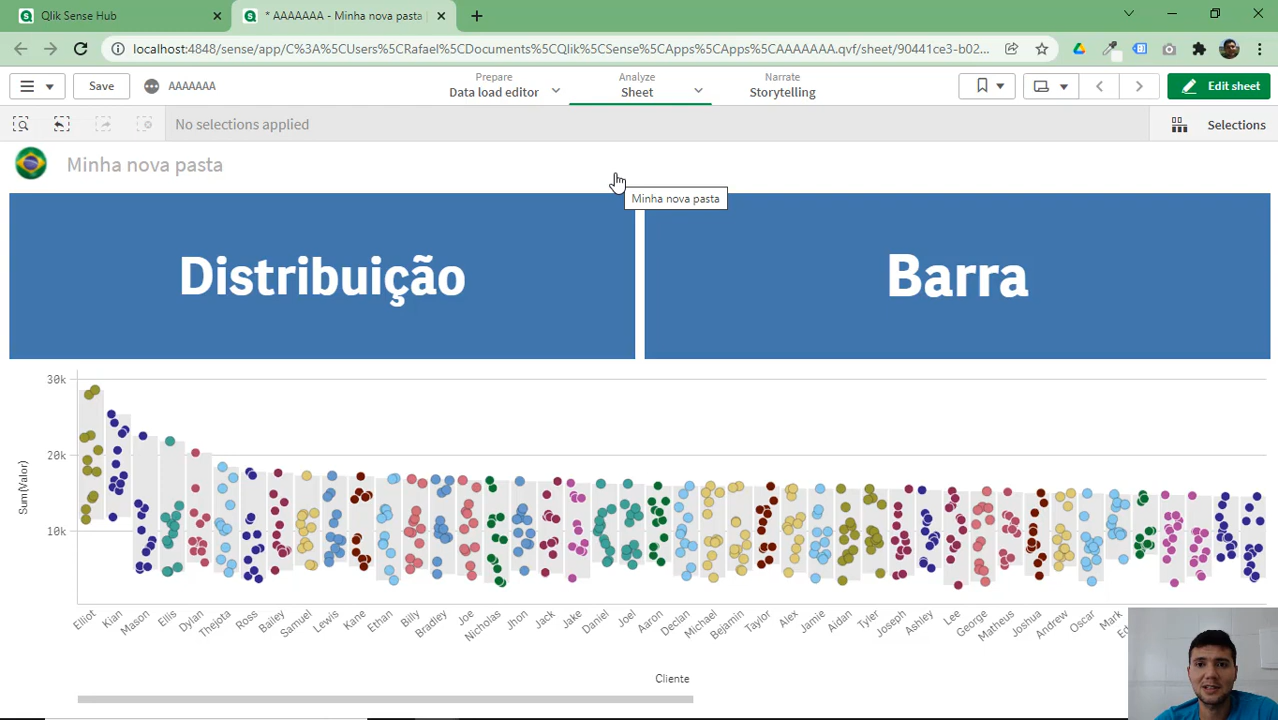 Qlik Sense Hub
* AAAAAAA - Minha nova pasta |
localhost:4848/sense/app/C%3A%5CUsers%5CRafael%5CDocuments%5CQlik%5CSense%5CApps%5CApps%5CAAAAAAA.qvf/sheet/90441ce3-b02...
Save
AAAAAAA
Prepare
Data load editor
Analyze
Sheet
Narrate
Storytelling
Edit sheet
No selections applied
Selections
Minha nova pasta
Minha nova pasta
Distribuição
Barra
30k
20k
10k
Sum(Valor)
Elliot
Kian
Mason
Ellis
Dylan
Thejota
Ross
Bailey
Samuel
Lewis
Kane
Ethan
Billy
Bradley
Joe
Nicholas
Jhon
Jack
Jake
Daniel
Joel
Aaron
Declan
Michael
Bejamin
Taylor
Alex
Jamie
Aidan
Tyler
Joseph
Ashley
Lee
George
Matheus
Joshua
Andrew
Oscar
Mark
Cliente